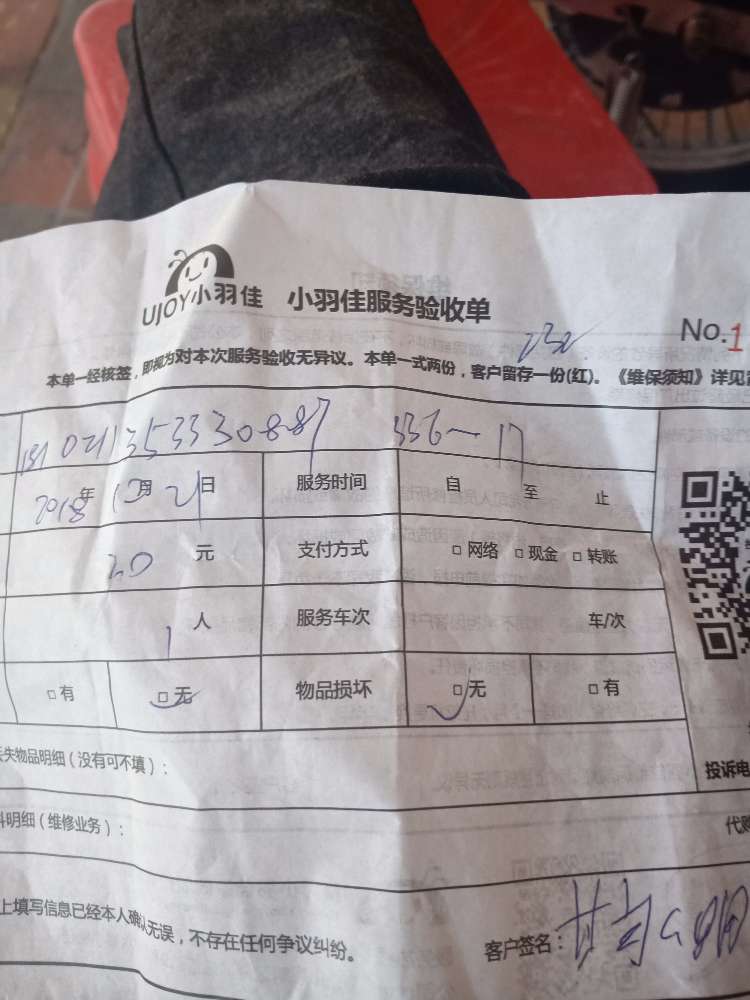 UJOY小羽佳 小羽佳服务验收单
No.1
本单一经核签，即视为对本次服务验收无异议。本单一式两份，客户留存一份(红)。《维保须知》详见
336一17
2018年 月21日 服务时间 自 至 止
20 元 支付方式 □ 网络 □ 现金 □ 转账
1 人 服务车次 车/次
□ 有 □ 无 物品损坏 □ 无 □ 有
失物品明细（没有可不填）：
投诉电
料明细（维修业务）：
代购
上填写信息已经本人确认无误，不存在任何争议纠纷。
客户签名：